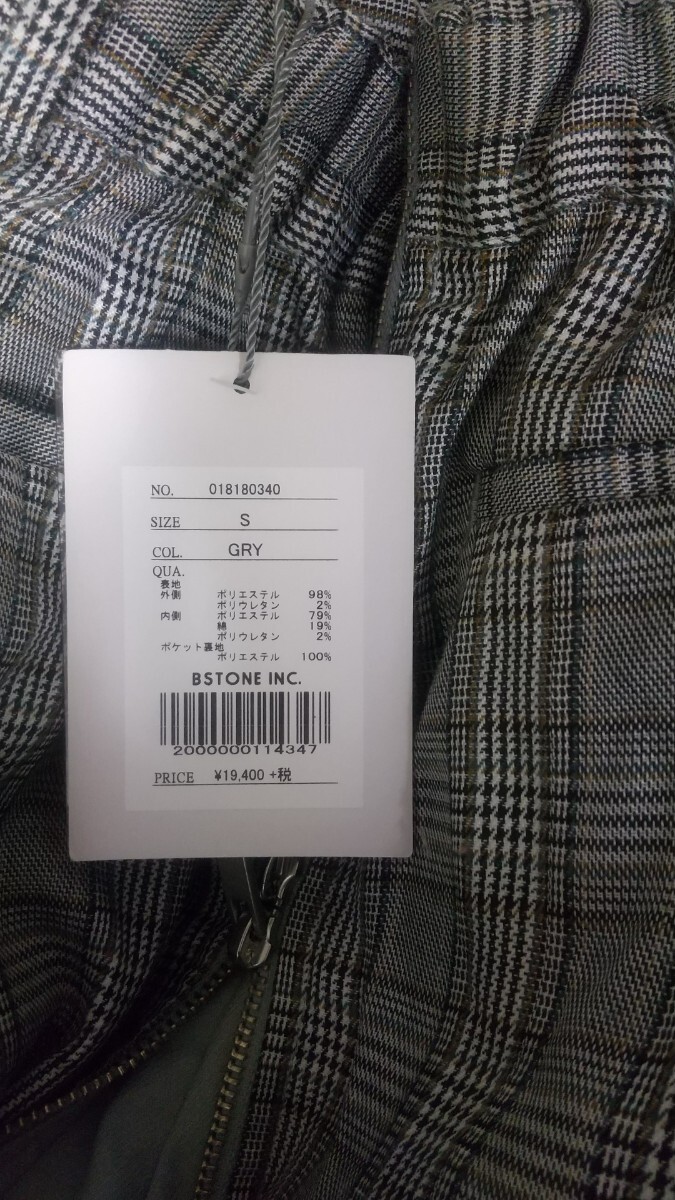 NO. 018180340
SIZE S
COL. GRY
QUA.
表地
外側 ポリエステル 98%
ポリウレタン 2%
内側 ポリエステル 79%
綿 19%
ポリウレタン 2%
ポケット裏地
ポリエステル 100%
BSTONE INC.
2000000114347
PRICE ¥19,400 +税